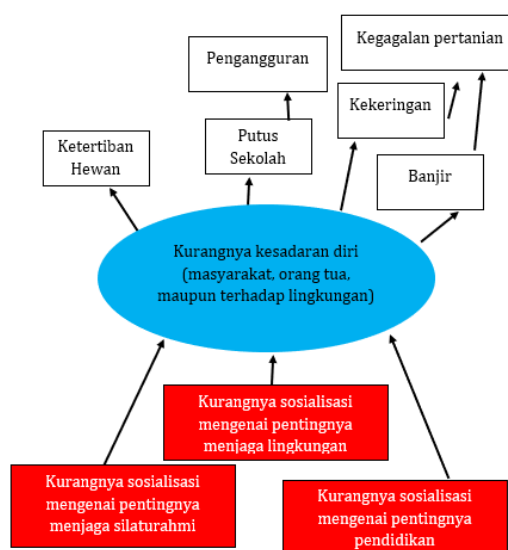 Kegagalan pertanian
Pengangguran
Kekeringan
Putus
Sekolah
Ketertiban
Hewan
Banjir
Kurangnya kesadaran diri
(masyarakat, orang tua,
maupun terhadap lingkungan)
Kurangnya sosialisasi
mengenai pentingnya
menjaga lingkungan
Kurangnya sosialisasi
mengenai pentingnya
menjaga silaturahmi
Kurangnya sosialisasi
mengenai pentingnya
pendidikan